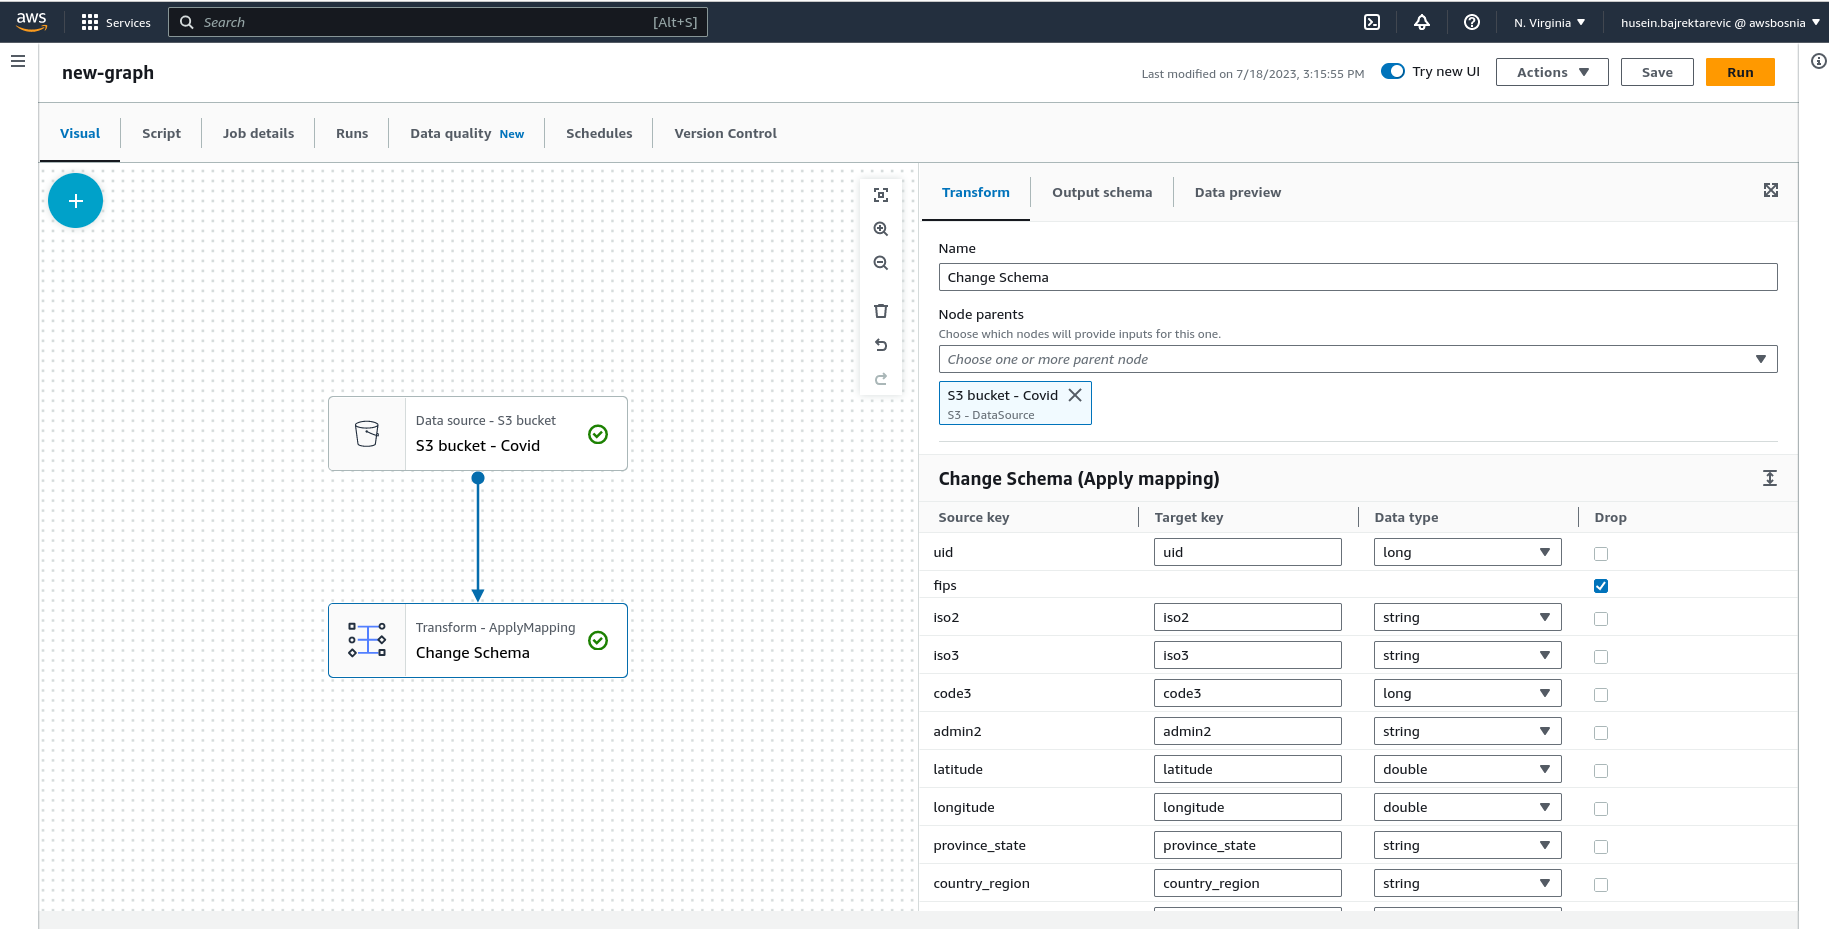 aws
Services
Search
[Alt+S]
N. Virginia
husein.bajrektarevic @ awsbosnia
new-graph
Last modified on 7/18/2023, 3:15:55 PM
Try new UI
Actions
Save
Run
Visual
Script
Job details
Runs
Data quality New
Schedules
Version Control
Data source - S3 bucket
S3 bucket - Covid
Transform - ApplyMapping
Change Schema
Transform
Output schema
Data preview
Name
Change Schema
Node parents
Choose which nodes will provide inputs for this one.
Choose one or more parent node
S3 bucket - Covid
S3 - DataSource
Change Schema (Apply mapping)
Source key Target key Data type Drop
uid uid long
fips
iso2 iso2 string
iso3 iso3 string
code3 code3 long
admin2 admin2 string
latitude latitude double
longitude longitude double
province_state province_state string
country_region country_region string